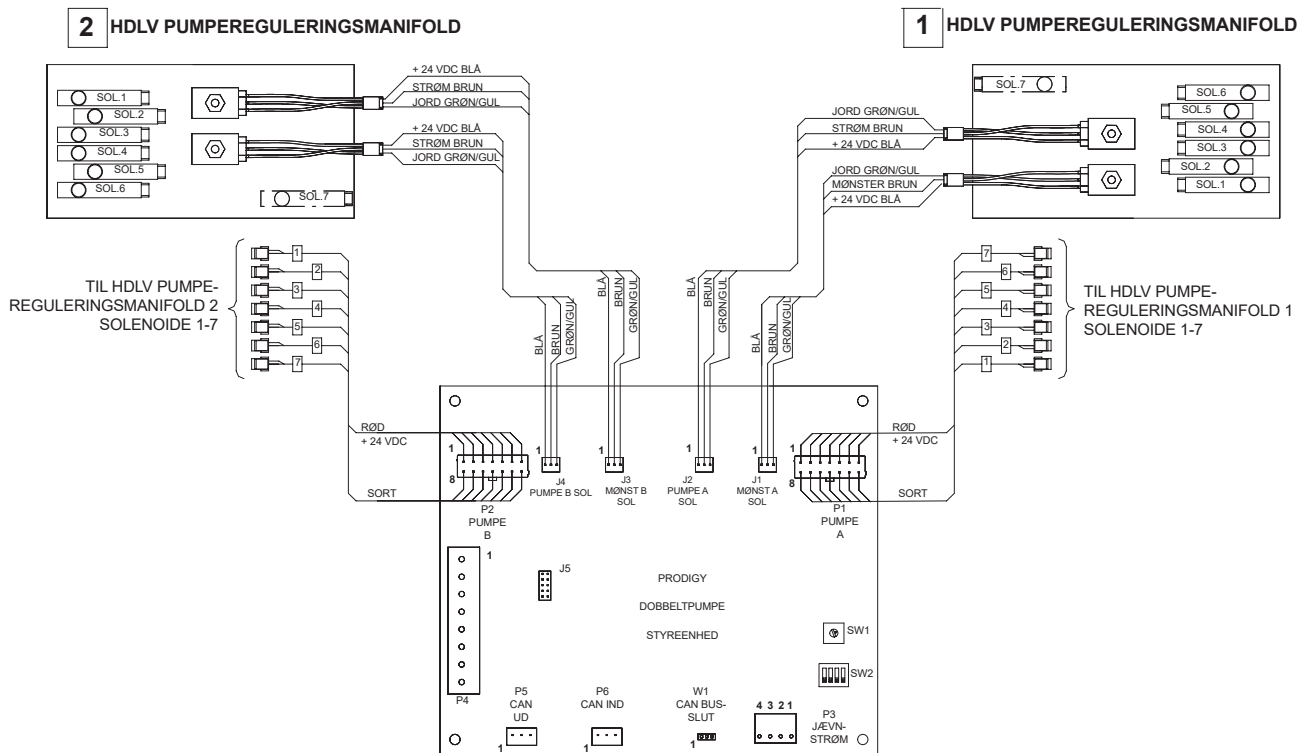 2 HDLV PUMPEREGULERINGSMANIFOLD
1 HDLV PUMPEREGULERINGSMANIFOLD
SOL.1
SOL.2
SOL.3
SOL.4
SOL.5
SOL.6
SOL.7
+ 24 VDC BLÅ
STRØM BRUN
JORD GRØN/GUL
+ 24 VDC BLÅ
STRØM BRUN
JORD GRØN/GUL
JORD GRØN/GUL
STRØM BRUN
+ 24 VDC BLÅ
JORD GRØN/GUL
MØNSTER BRUN
+ 24 VDC BLÅ
SOL.7
SOL.6
SOL.5
SOL.4
SOL.3
SOL.2
SOL.1
TIL HDLV PUMPE-
REGULERINGSMANIFOLD 2
SOLENOIDE 1-7
1
2
3
4
5
6
7
BLÅ
BRUN
GRØN/GUL
BLÅ
BRUN
GRØN/GUL
BLÅ
BRUN
GRØN/GUL
BLÅ
BRUN
GRØN/GUL
7
6
5
4
3
2
1
TIL HDLV PUMPE-
REGULERINGSMANIFOLD 1
SOLENOIDE 1-7
RØD
+ 24 VDC
SORT
RØD
+ 24 VDC
SORT
1
8
P2
PUMPE
B
1
J4
PUMPE B SOL
1
J3
MØNST B
SOL
1
J2
PUMPE A
SOL
1
J1
MØNST A
SOL
1
8
P1
PUMPE
A
1
P4
J5
PRODIGY
DOBBELTPUMPE
STYREENHED
SW1
SW2
P5
CAN
UD
1
P6
CAN IND
1
W1
CAN BUS-
SLUT
1
4 3 2 1
P3
JÆVN-
STRØM